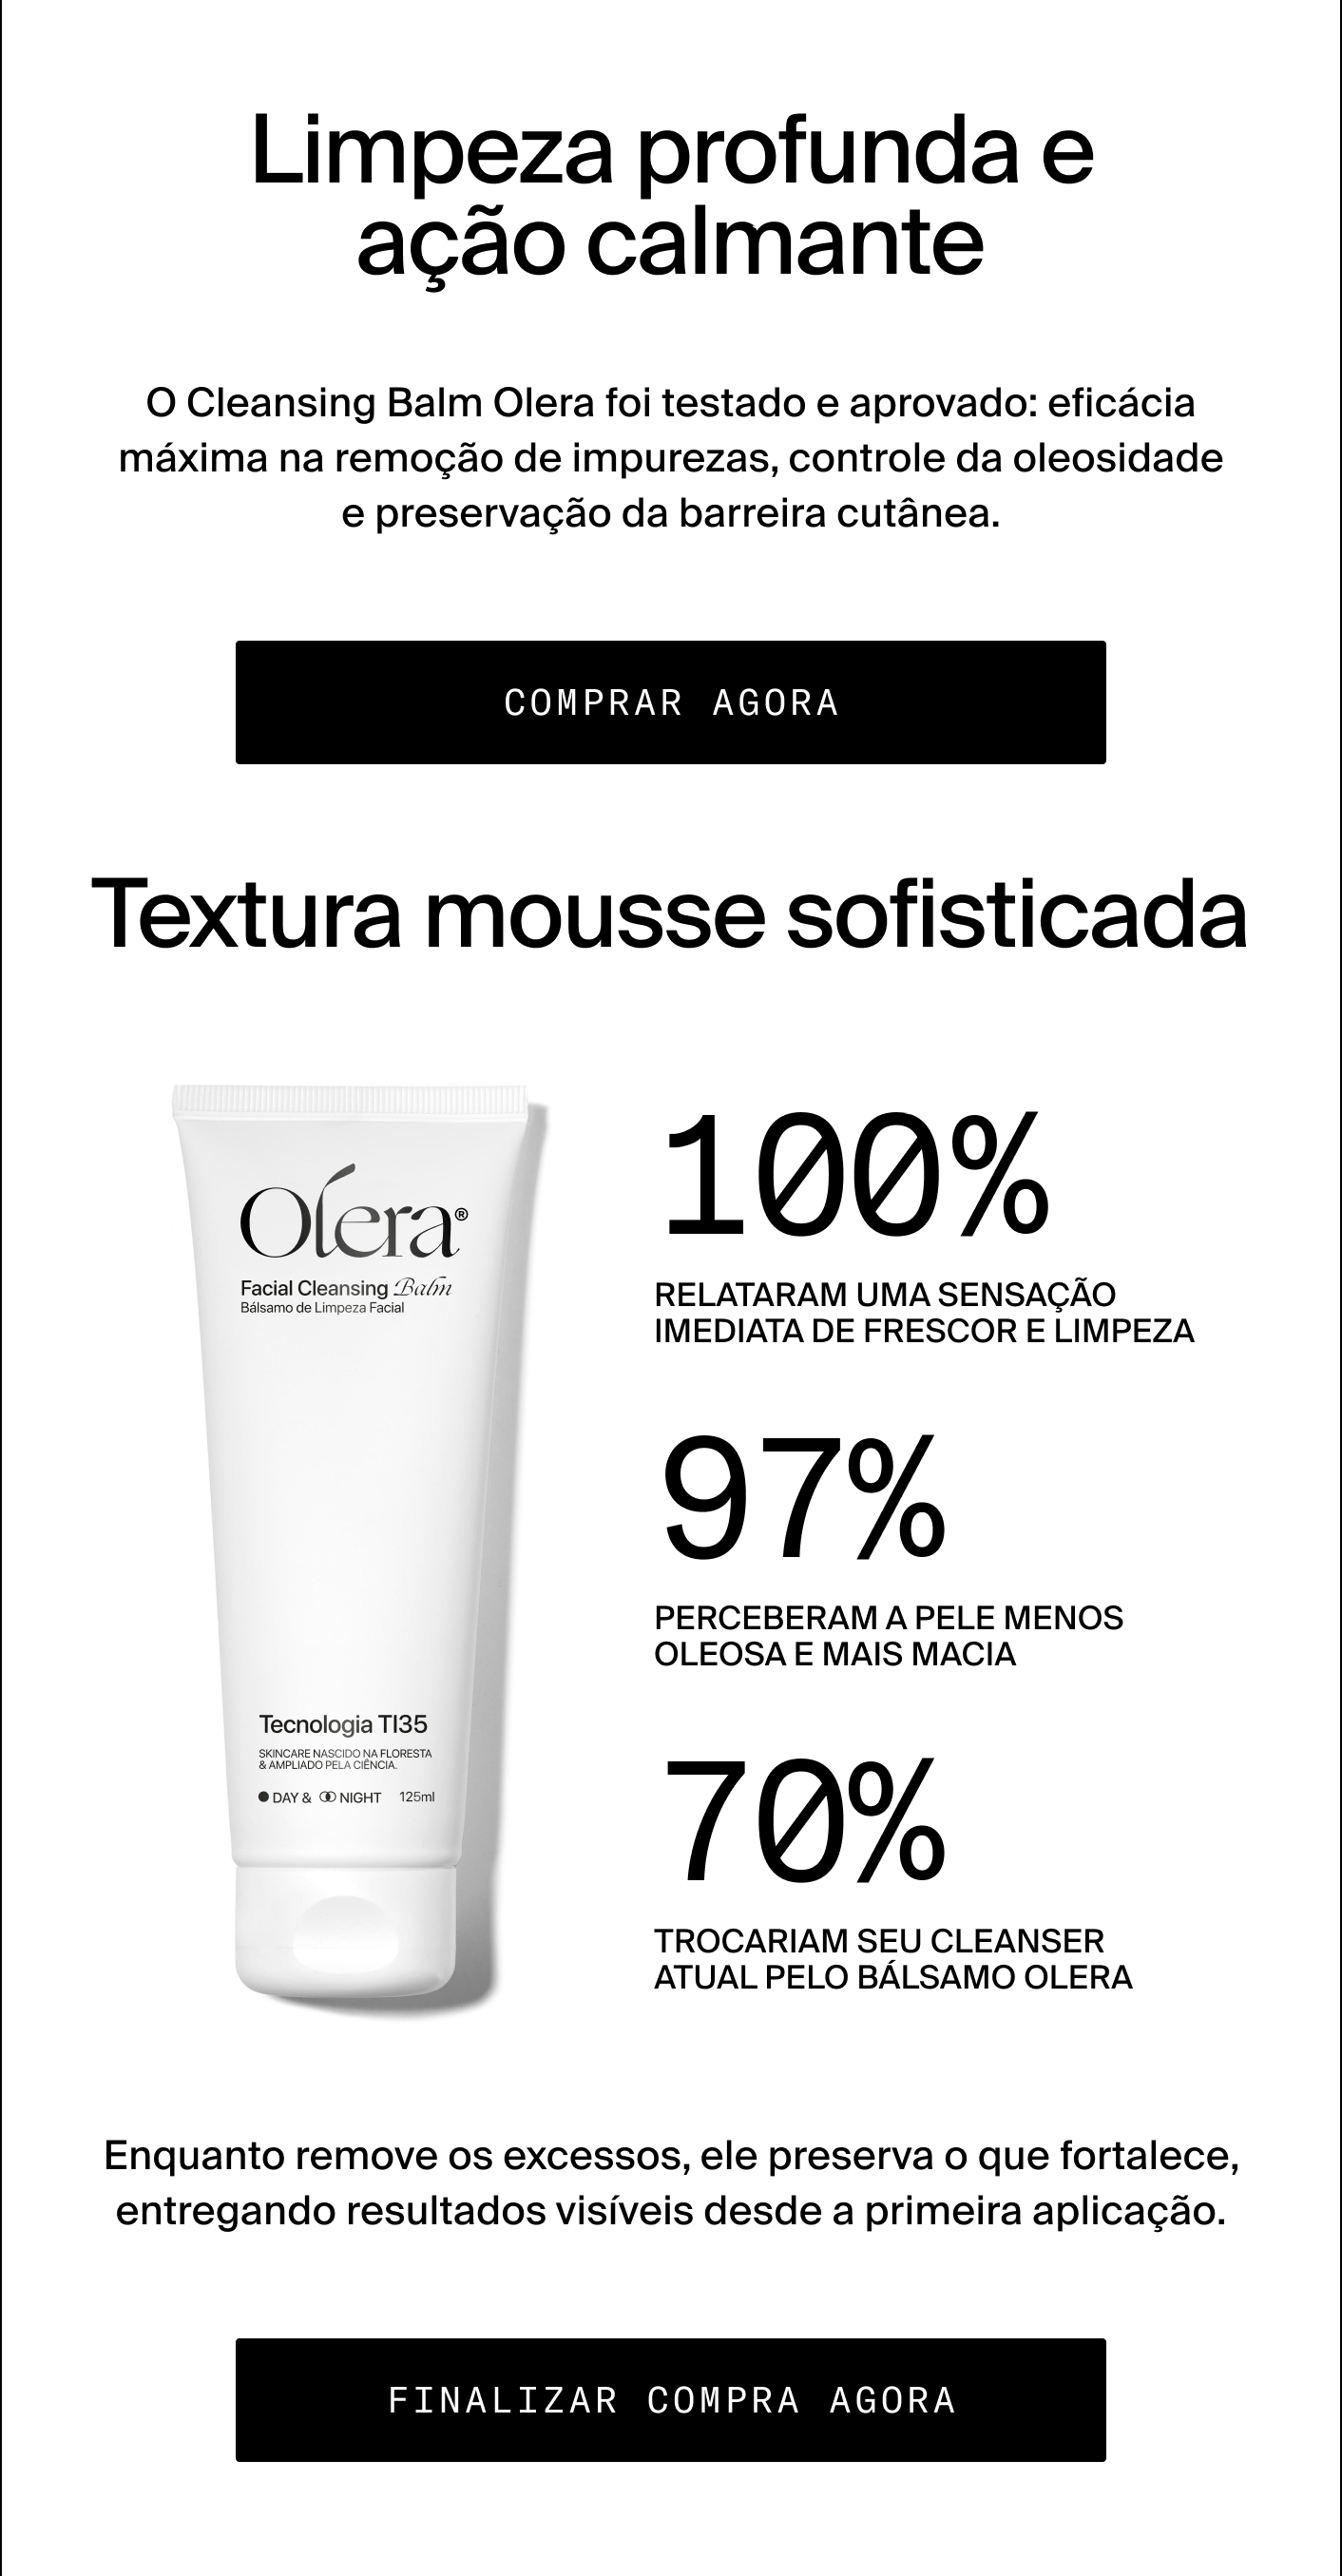 Limpeza profunda e
ação calmante
O Cleansing Balm Olera foi testado e aprovado: eficácia
máxima na remoção de impurezas, controle da oleosidade
e preservação da barreira cutânea.
COMPRAR AGORA
Textura mousse sofisticada
Olera®
Facial Cleansing Balm
Bálsamo de Limpeza Facial
Tecnologia TI35
SKINCARE NASCIDO NA FLORESTA
& AMPLIADO PELA CIÊNCIA.
DAY & NIGHT 125ml
100%
RELATARAM UMA SENSAÇÃO
IMEDIATA DE FRESCOR E LIMPEZA
97%
PERCEBERAM A PELE MENOS
OLEOSA E MAIS MACIA
70%
TROCARIAM SEU CLEANSER
ATUAL PELO BÁLSAMO OLERA
Enquanto remove os excessos, ele preserva o que fortalece,
entregando resultados visíveis desde a primeira aplicação.
FINALIZAR COMPRA AGORA